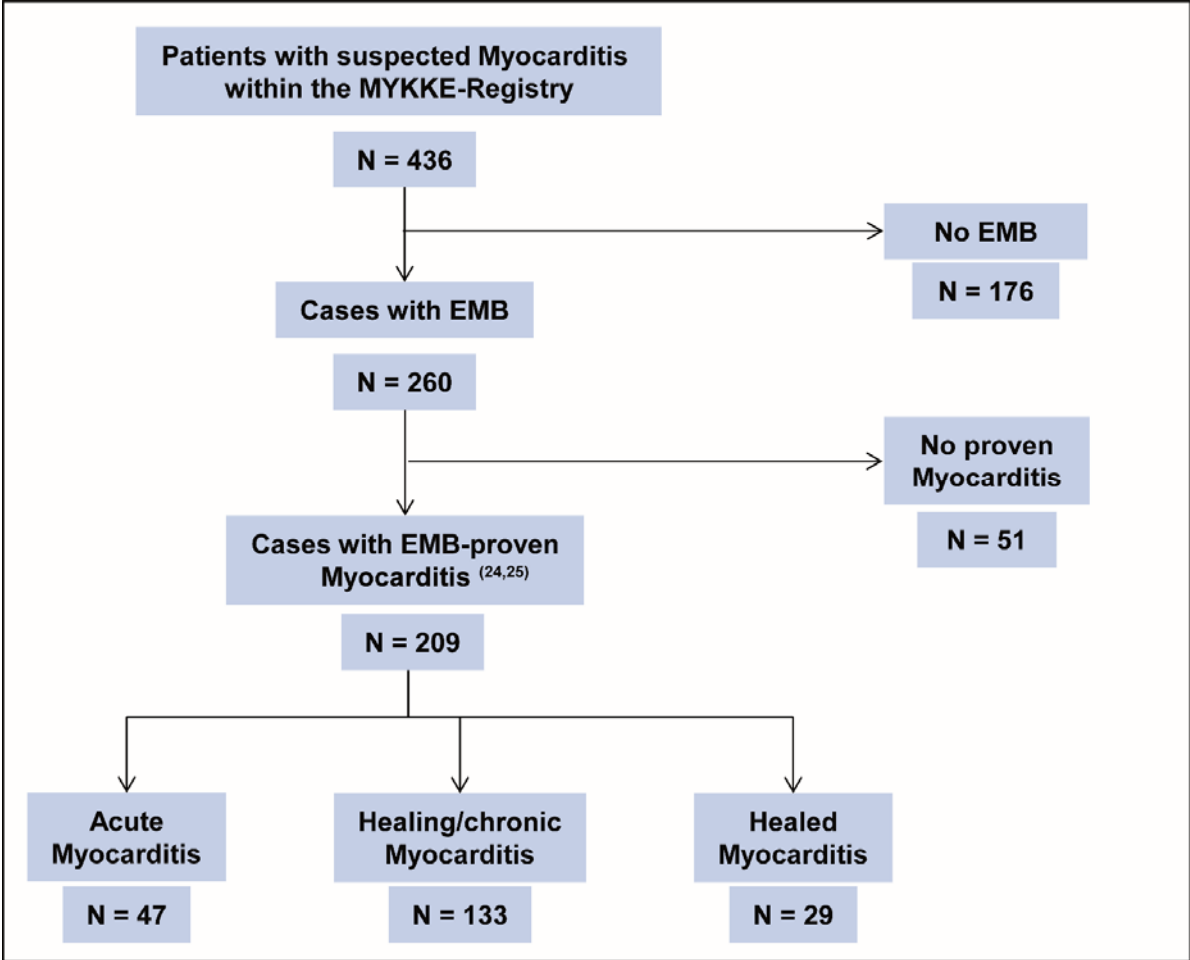 Patients with suspected Myocarditis
within the MYKKE-Registry
N = 436
No EMB
N = 176
Cases with EMB
N = 260
No proven
Myocarditis
N = 51
Cases with EMB-proven
Myocarditis (24,25)
N = 209
Acute
Myocarditis
N = 47
Healing/chronic
Myocarditis
N = 133
Healed
Myocarditis
N = 29